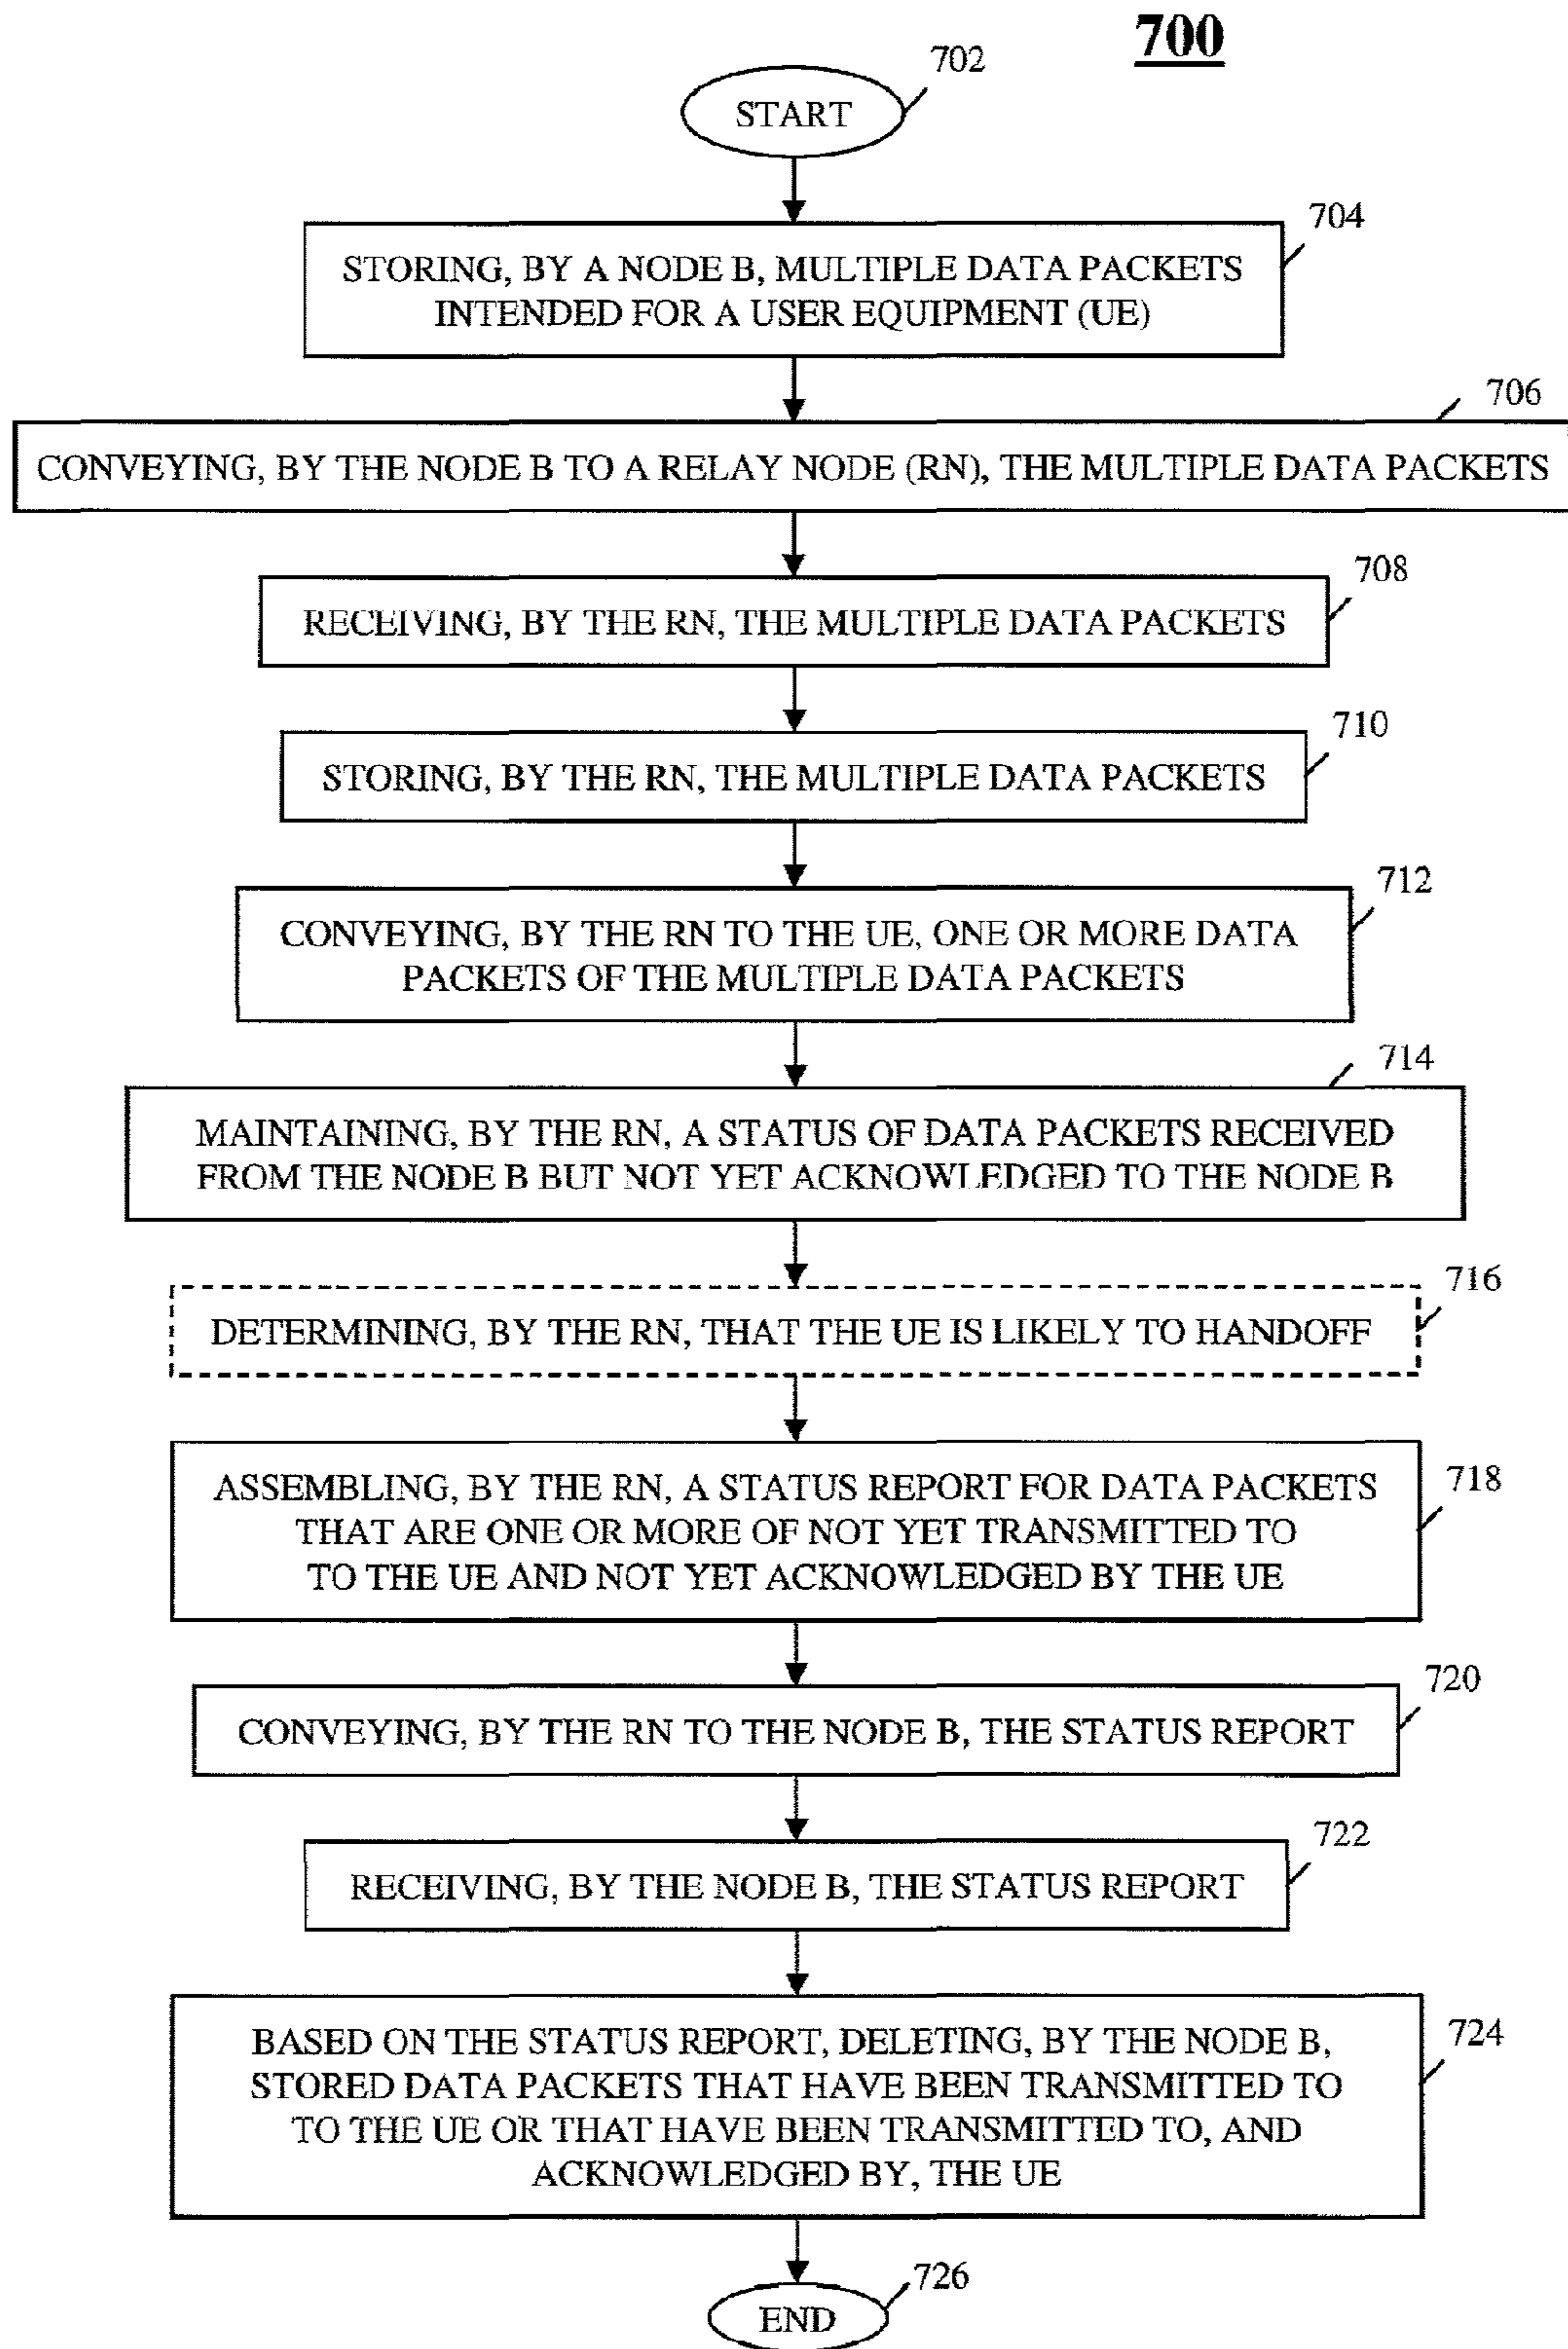 700
702
START
704
STORING, BY A NODE B, MULTIPLE DATA PACKETS
INTENDED FOR A USER EQUIPMENT (UE)
706
CONVEYING, BY THE NODE B TO A RELAY NODE (RN), THE MULTIPLE DATA PACKETS
708
RECEIVING, BY THE RN, THE MULTIPLE DATA PACKETS
710
STORING, BY THE RN, THE MULTIPLE DATA PACKETS
712
CONVEYING, BY THE RN TO THE UE, ONE OR MORE DATA
PACKETS OF THE MULTIPLE DATA PACKETS
714
MAINTAINING, BY THE RN, A STATUS OF DATA PACKETS RECEIVED
FROM THE NODE B BUT NOT YET ACKNOWLEDGED TO THE NODE B
716
DETERMINING, BY THE RN, THAT THE UE IS LIKELY TO HANDOFF
718
ASSEMBLING, BY THE RN, A STATUS REPORT FOR DATA PACKETS
THAT ARE ONE OR MORE OF NOT YET TRANSMITTED TO
TO THE UE AND NOT YET ACKNOWLEDGED BY THE UE
720
CONVEYING, BY THE RN TO THE NODE B, THE STATUS REPORT
722
RECEIVING, BY THE NODE B, THE STATUS REPORT
724
BASED ON THE STATUS REPORT, DELETING, BY THE NODE B,
STORED DATA PACKETS THAT HAVE BEEN TRANSMITTED TO
TO THE UE OR THAT HAVE BEEN TRANSMITTED TO, AND
ACKNOWLEDGED BY, THE UE
726
END